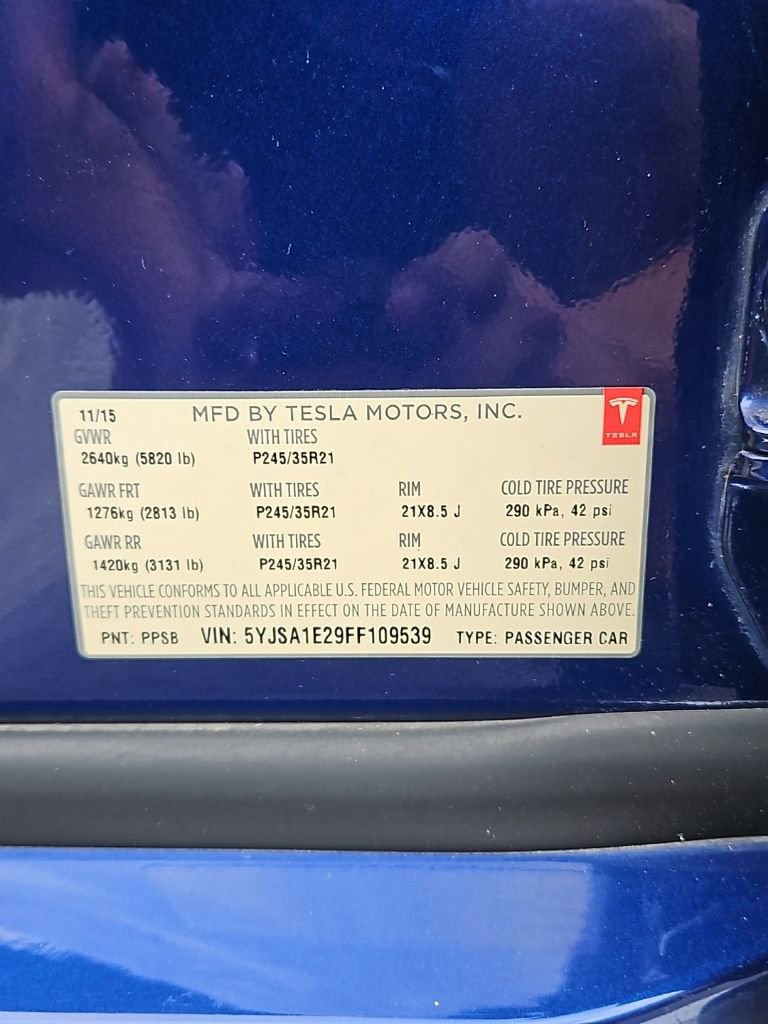 11/15 MFD BY TESLA MOTORS, INC.
TESLA
GVWR WITH TIRES
2640kg (5820 lb) P245/35R21
GAWR FRT WITH TIRES RIM COLD TIRE PRESSURE
1276kg (2813 lb) P245/35R21 21X8.5 J 290 kPa, 42 psi
GAWR RR WITH TIRES RIM COLD TIRE PRESSURE
1420kg (3131 lb) P245/35R21 21X8.5 J 290 kPa, 42 psi
THIS VEHICLE CONFORMS TO ALL APPLICABLE U.S. FEDERAL MOTOR VEHICLE SAFETY, BUMPER, AND
THEFT PREVENTION STANDARDS IN EFFECT ON THE DATE OF MANUFACTURE SHOWN ABOVE.
PNT: PPSB VIN: 5YJSA1E29FF109539 TYPE: PASSENGER CAR